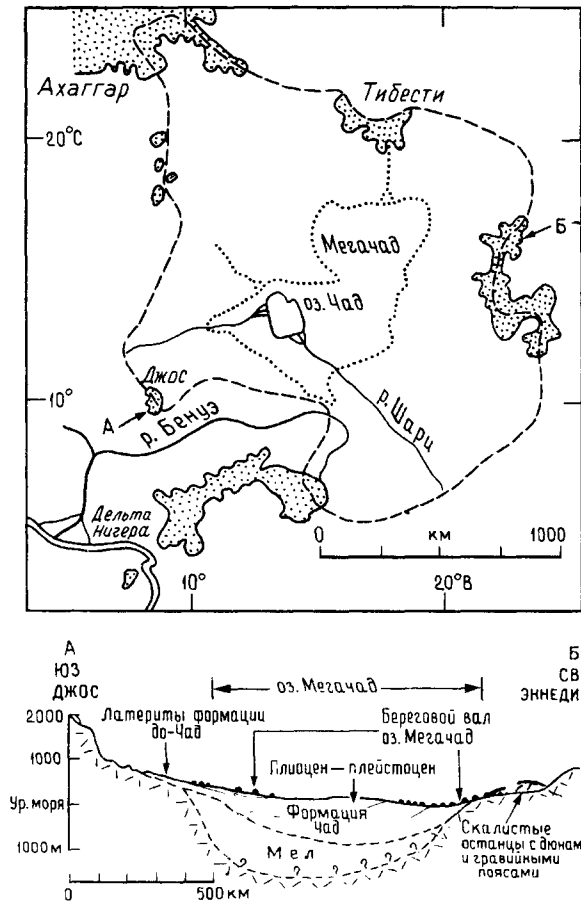 Ахаггар
Тибести
20°С
Б
Мегачад
оз. Чад
Джос
10°
А
р. Бенуэ
р. Шари
Дельта
Нигера
0 км 1000
10° 20°В
А
ЮЗ
ДЖОС
Б
СВ
ЭННЕДИ
оз. Мегачад
Латериты формации
до-Чад
Береговой вал
оз. Мегачад
Плиоцен—плейстоцен
2000
1000
Ур. моря
1000 м
Формация
Чад
Мел
? ? ? ? ? ?
Скалистые
останцы с дюнам
и гравийными
поясами
0 500 км